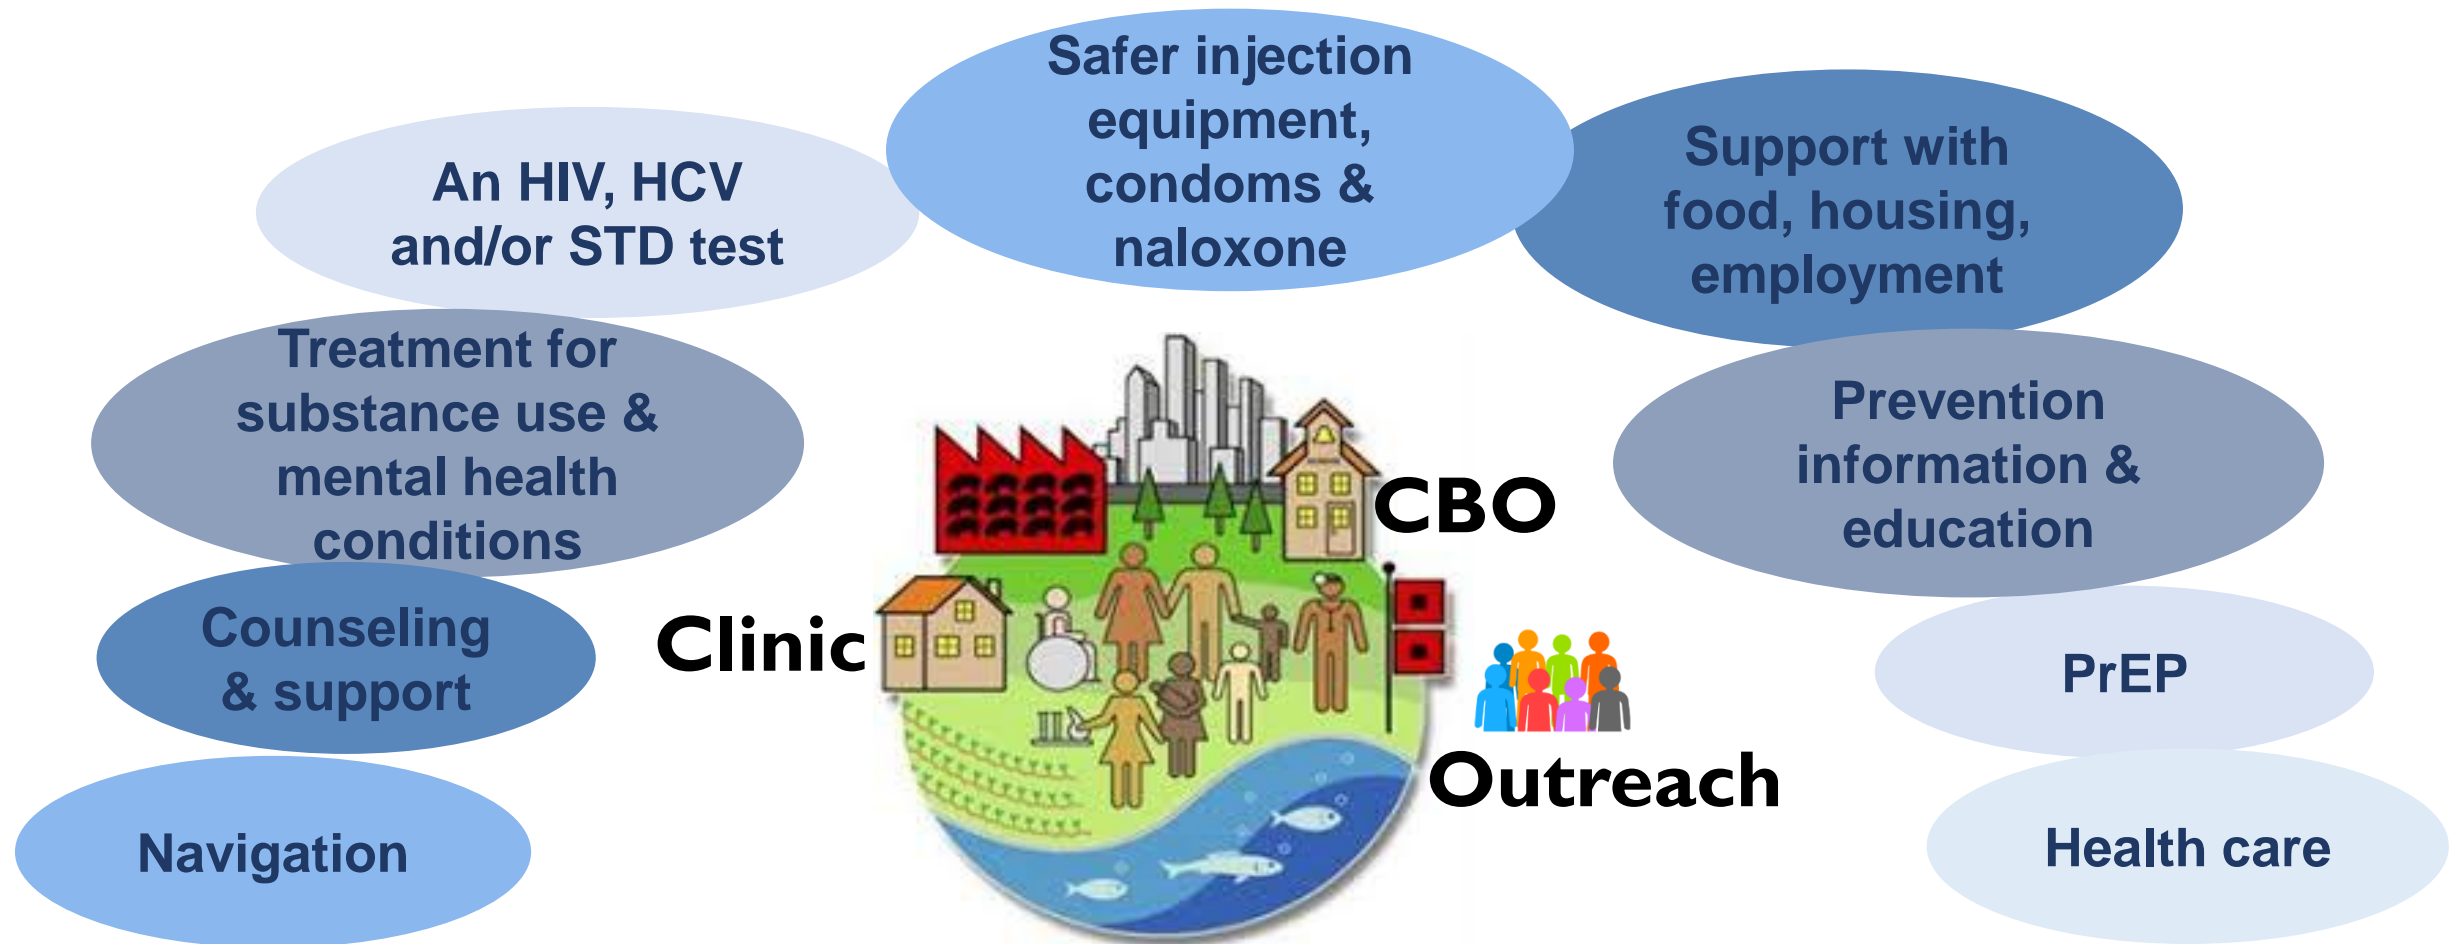 Safer injection
equipment,
condoms &
naloxone
An HIV, HCV
and/or STD test
Support with
food, housing,
employment
Treatment for
substance use &
mental health
conditions
Prevention
information &
education
CBO
Clinic
Counseling
& support
PrEP
Outreach
Navigation
Health care